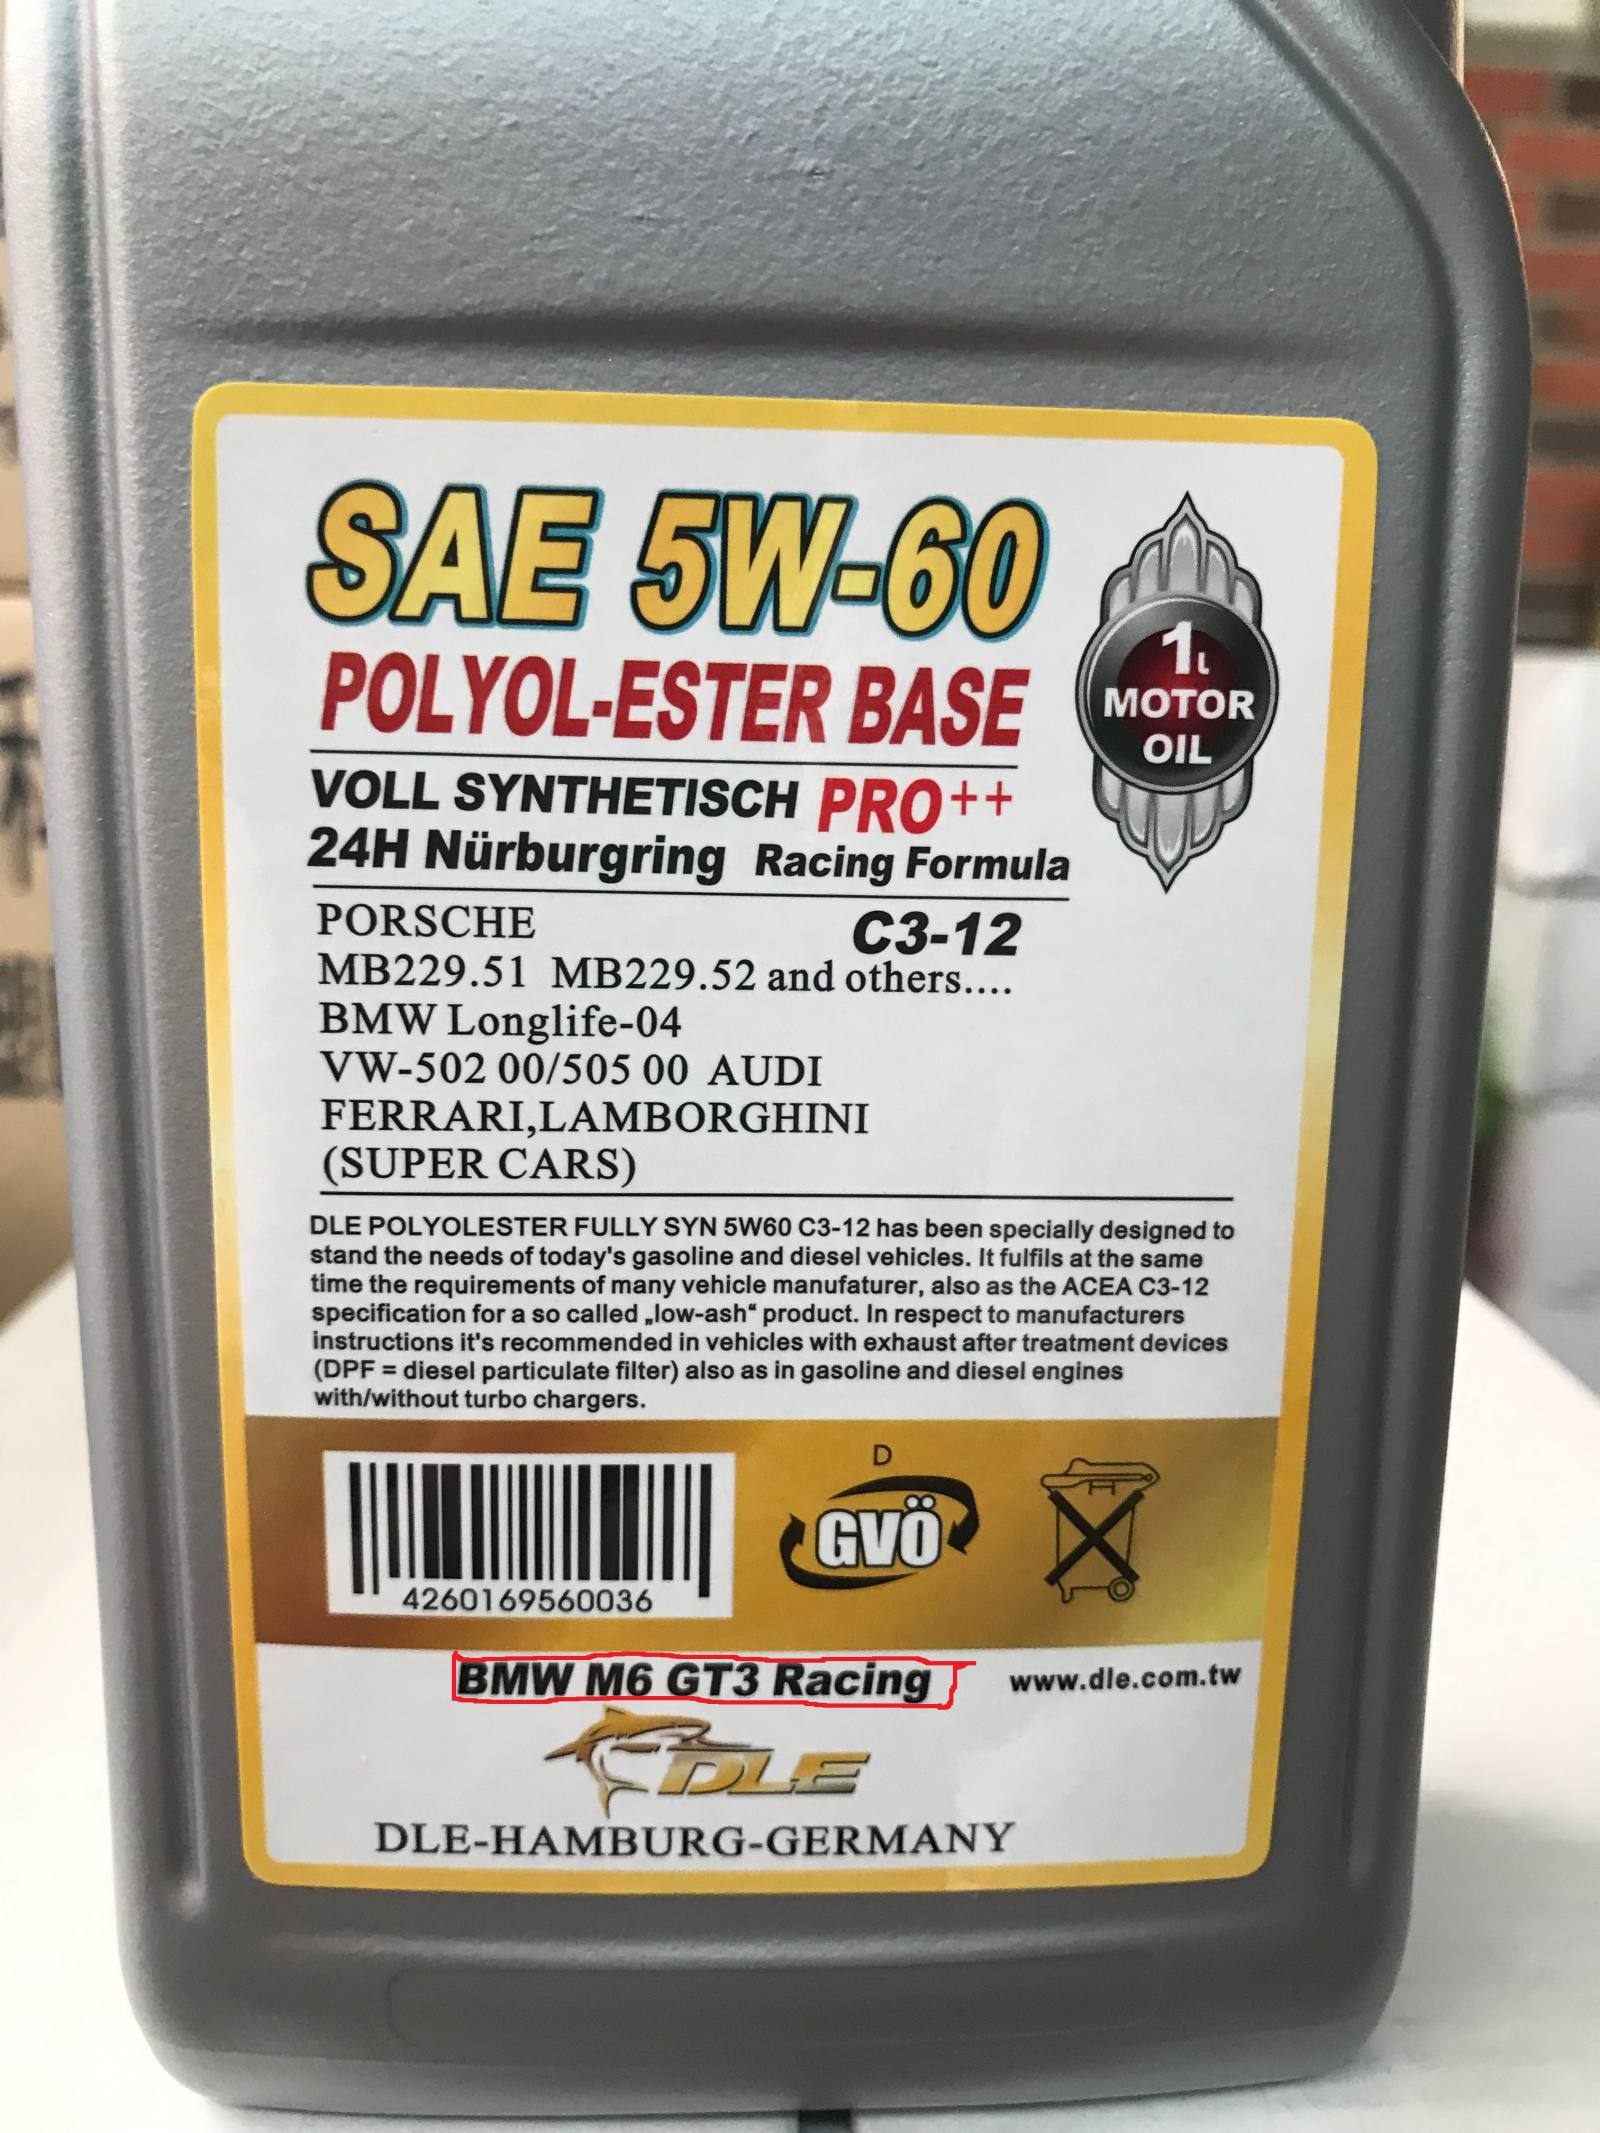 SAE 5W-60
POLYOL-ESTER BASE
1L
MOTOR
OIL
VOLL SYNTHETISCH PRO++
24H Nürburgring Racing Formula
PORSCHE C3-12
MB229.51 MB229.52 and others....
BMW Longlife-04
VW-502 00/505 00 AUDI
FERRARI,LAMBORGHINI
(SUPER CARS)
DLE POLYOLESTER FULLY SYN 5W60 C3-12 has been specially designed to
stand the needs of today's gasoline and diesel vehicles. It fulfils at the same
time the requirements of many vehicle manufaturer, also as the ACEA C3-12
specification for a so called „low-ash“ product. In respect to manufacturers
instructions it's recommended in vehicles with exhaust after treatment devices
(DPF = diesel particulate filter) also as in gasoline and diesel engines
with/without turbo chargers.
D
GVÖ
4260169560036
BMW M6 GT3 Racing www.dle.com.tw
DLE
DLE-HAMBURG-GERMANY